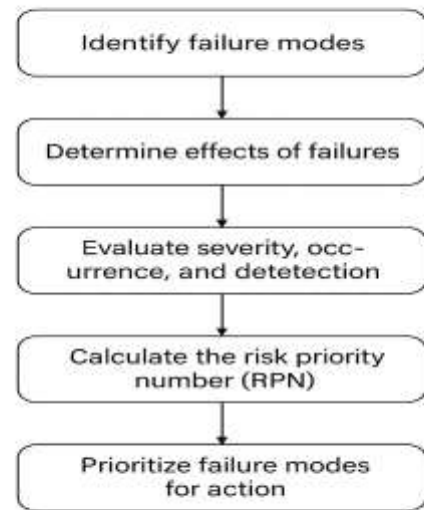 Identify failure modes
Determine effects of failures
Evaluate severity, occ-
urrence, and detetection
Calculate the risk priority
number (RPN)
Prioritize failure modes
for action